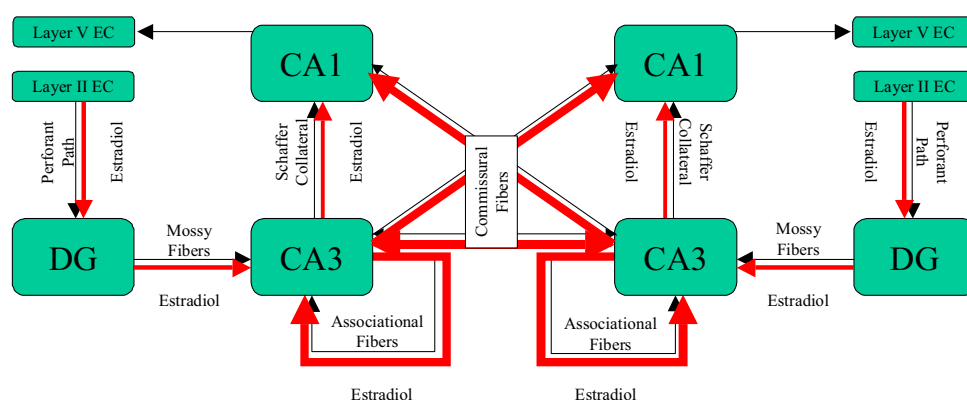 Layer V EC
Layer II EC
CA1
CA1
Layer V EC
Layer II EC
Perforant
Path
Estradiol
Schaffer
Collateral
Estradiol
Commissural
Fibers
Estradiol
Schaffer
Collateral
Estradiol
Perforant
Path
DG
Mossy
Fibers
Estradiol
CA3
CA3
Mossy
Fibers
Estradiol
DG
Associational
Fibers
Estradiol
Associational
Fibers
Estradiol